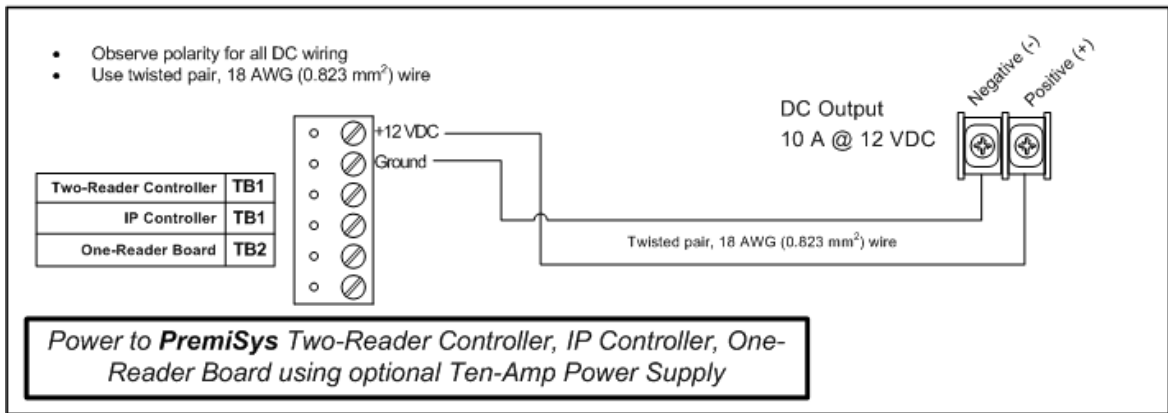 • Observe polarity for all DC wiring
• Use twisted pair, 18 AWG (0.823 mm²) wire
Negative (-)
Positive (+)
DC Output
10 A @ 12 VDC
+12 VDC
Ground
Two-Reader Controller TB1
IP Controller TB1
One-Reader Board TB2
Twisted pair, 18 AWG (0.823 mm²) wire
Power to PremiSys Two-Reader Controller, IP Controller, One-
Reader Board using optional Ten-Amp Power Supply